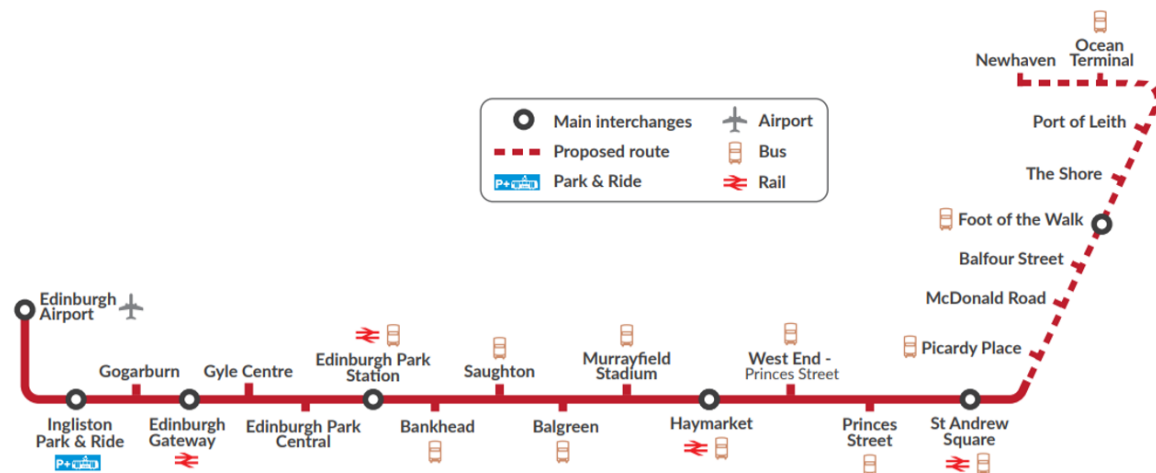 Newhaven
Ocean
Terminal
Main interchanges
Airport
Proposed route
Bus
P+
Park & Ride
Rail
Port of Leith
The Shore
Foot of the Walk
Balfour Street
McDonald Road
Picardy Place
Edinburgh
Airport
Gogarburn
Gyle Centre
Edinburgh Park
Station
Saughton
Murrayfield
Stadium
West End -
Princes Street
Ingliston
Park & Ride
P+
Edinburgh
Gateway
Edinburgh Park
Central
Bankhead
Balgreen
Haymarket
Princes
Street
St Andrew
Square